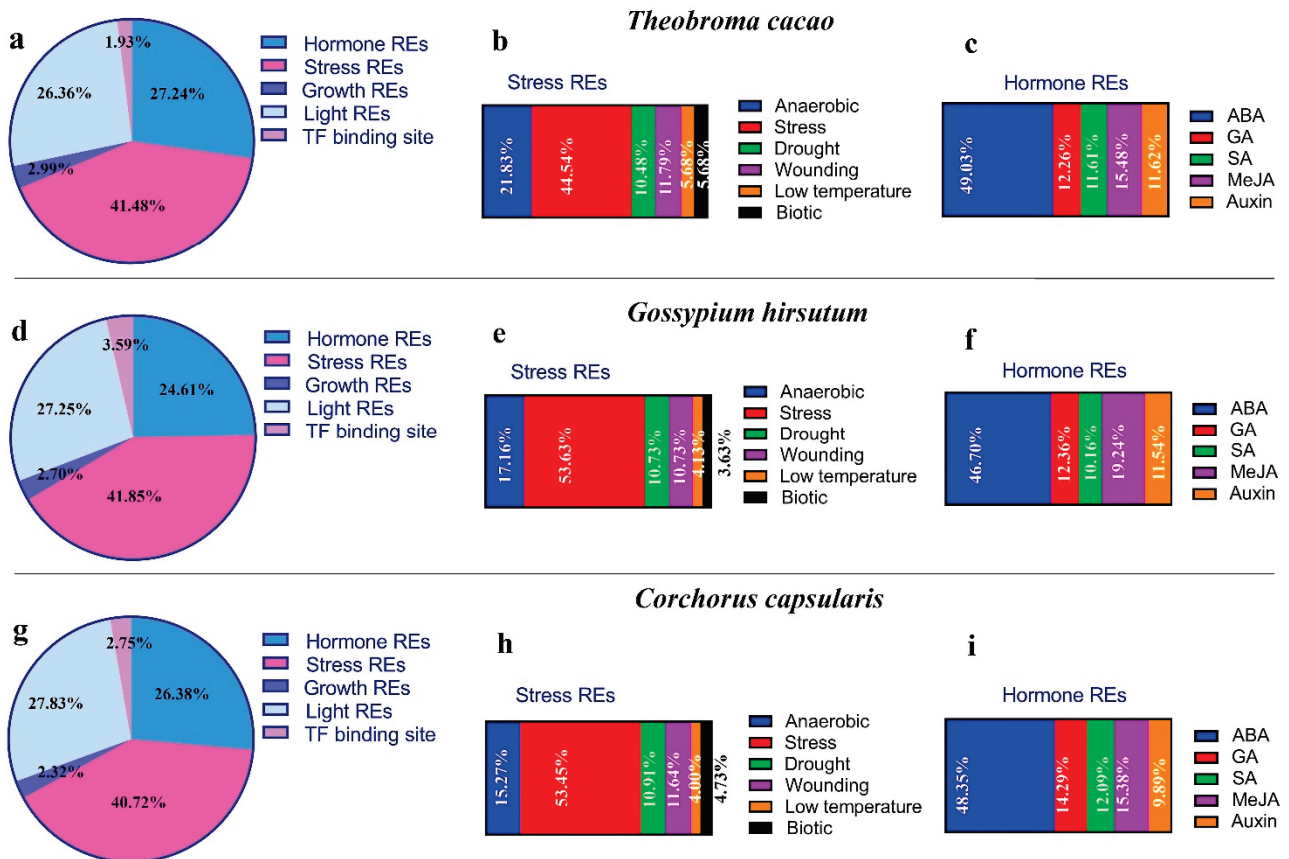 Theobroma cacao
a
1.93%
27.24%
26.36%
2.99%
41.48%
Hormone REs
Stress REs
Growth REs
Light REs
TF binding site
b
Stress REs
21.83%
44.54%
10.48%
11.79%
5.68%
5.68%
Anaerobic
Stress
Drought
Wounding
Low temperature
Biotic
c
Hormone REs
49.03%
12.26%
11.61%
15.48%
11.62%
ABA
GA
SA
MeJA
Auxin
Gossypium hirsutum
d
3.59%
24.61%
27.25%
2.70%
41.85%
Hormone REs
Stress REs
Growth REs
Light REs
TF binding site
e
Stress REs
17.16%
53.63%
10.73%
10.73%
4.13%
3.63%
Anaerobic
Stress
Drought
Wounding
Low temperature
Biotic
f
Hormone REs
46.70%
12.36%
10.16%
19.24%
11.54%
ABA
GA
SA
MeJA
Auxin
Corchorus capsularis
g
2.75%
26.38%
27.83%
2.32%
40.72%
Hormone REs
Stress REs
Growth REs
Light REs
TF binding site
h
Stress REs
15.27%
53.45%
10.91%
11.64%
4.00%
4.73%
Anaerobic
Stress
Drought
Wounding
Low temperature
Biotic
i
Hormone REs
48.35%
14.29%
12.09%
15.38%
9.89%
ABA
GA
SA
MeJA
Auxin